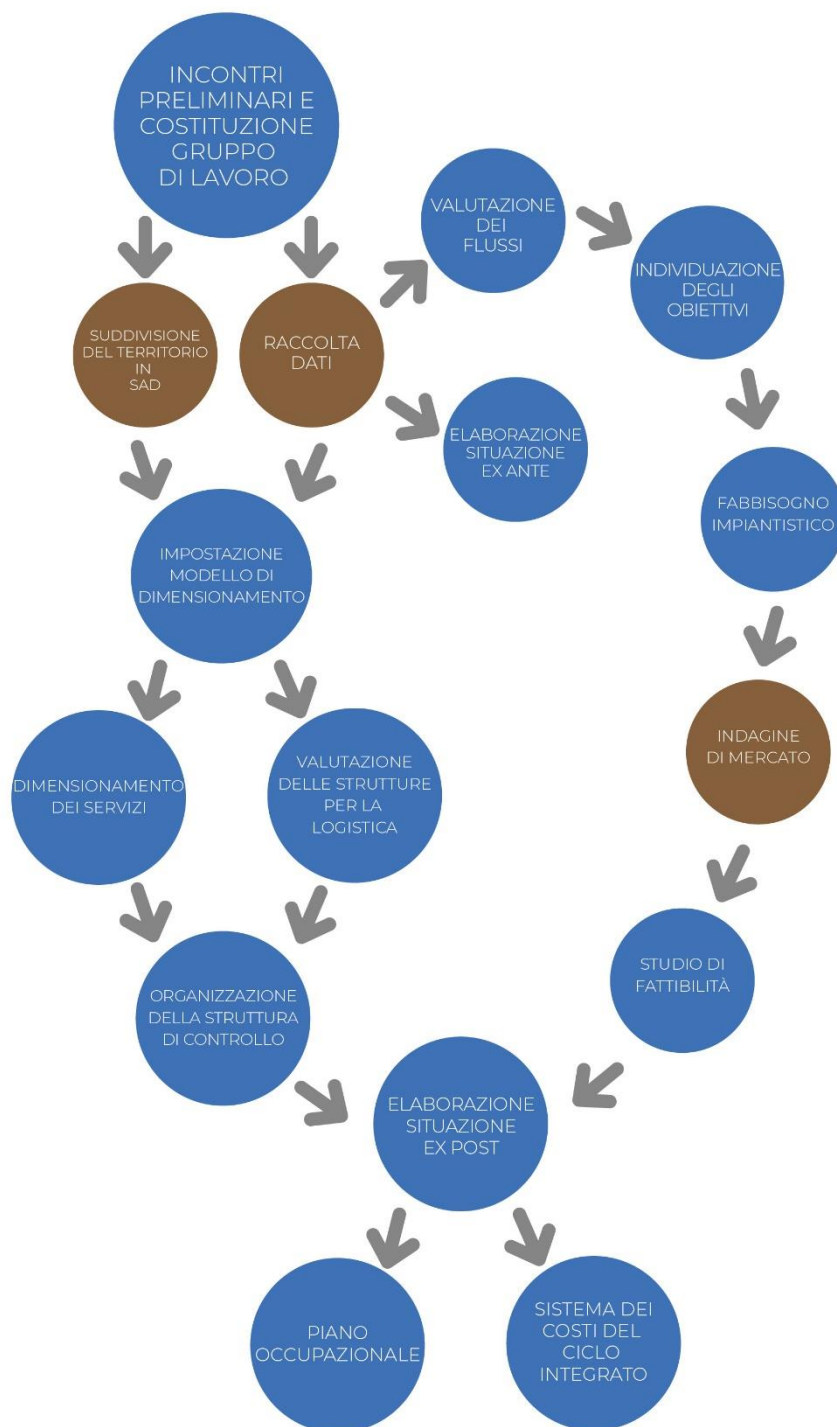 INCONTRI
PRELIMINARI E
COSTITUZIONE
GRUPPO
DI LAVORO
VALUTAZIONE
DEI
FLUSSI
INDIVIDUAZIONE
DEGLI
OBIETTIVI
SUDDIVISIONE
DEL TERRITORIO
IN
SAD
RACCOLTA
DATI
ELABORAZIONE
SITUAZIONE
EX ANTE
FABBISOGNO
IMPIANTISTICO
IMPOSTAZIONE
MODELLO DI
DIMENSIONAMENTO
INDAGINE
DI MERCATO
DIMENSIONAMENTO
DEI SERVIZI
VALUTAZIONE
DELLE STRUTTURE
PER LA
LOGISTICA
STUDIO DI
FATTIBILITÀ
ORGANIZZAZIONE
DELLA STRUTTURA
DI CONTROLLO
ELABORAZIONE
SITUAZIONE
EX POST
PIANO
OCCUPAZIONALE
SISTEMA DEI
COSTI DEL
CICLO
INTEGRATO